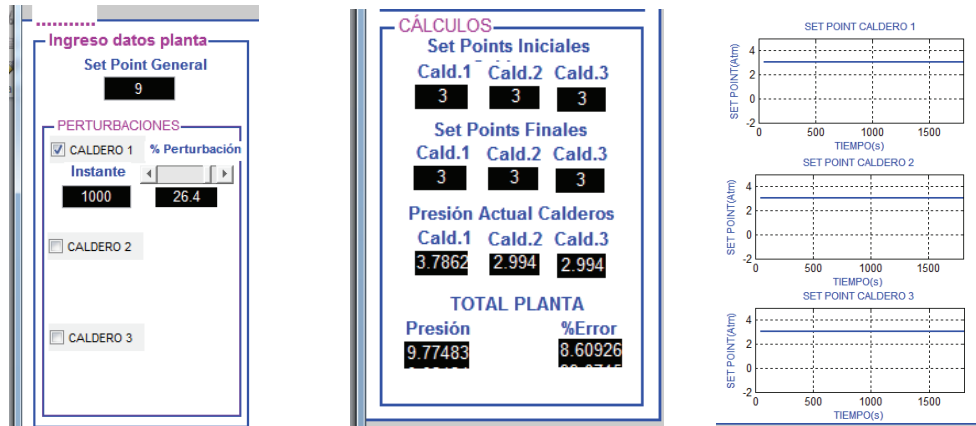 Ingreso datos planta
Set Point General
9
PERTURBACIONES
CALDERO 1 % Perturbación
Instante
1000 26.4
CALDERO 2
CALDERO 3
CÁLCULOS
Set Points Iniciales
Cald.1 Cald.2 Cald.3
3 3 3
Set Points Finales
Cald.1 Cald.2 Cald.3
3 3 3
Presión Actual Calderos
Cald.1 Cald.2 Cald.3
3.7862 2.994 2.994
TOTAL PLANTA
Presión %Error
9.77483 8.60926
SET POINT CALDERO 1
SET POINT(Atm)
4
2
0
-2
0 500 1000 1500
TIEMPO(s)
SET POINT CALDERO 2
SET POINT(Atm)
4
2
0
-2
0 500 1000 1500
TIEMPO(s)
SET POINT CALDERO 3
SET POINT(Atm)
4
2
0
-2
0 500 1000 1500
TIEMPO(s)